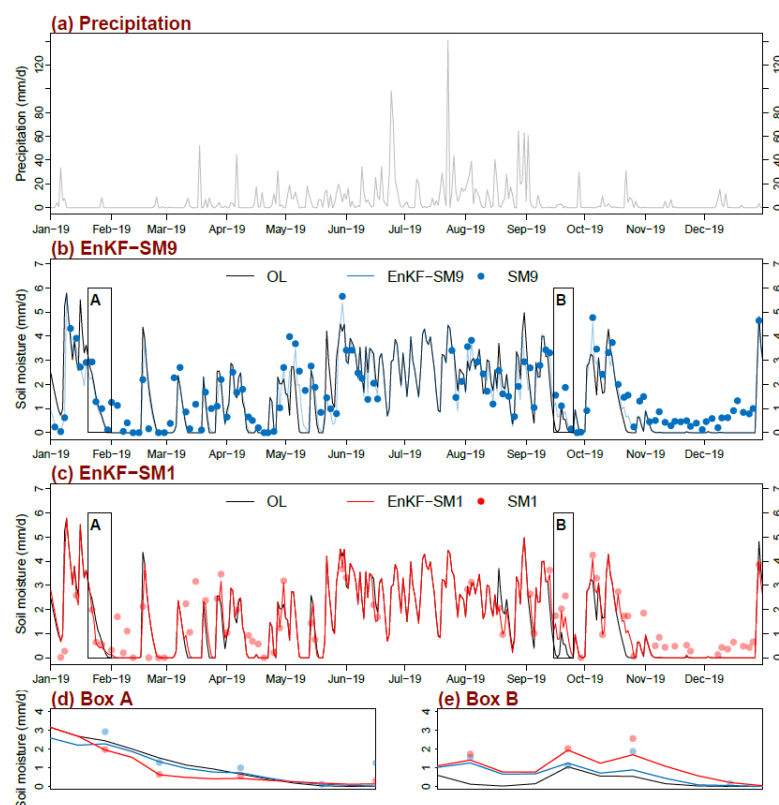 (a) Precipitation
Precipitation (mm/d)
0 20 40 60 80 120
0 20 40 60 80 120
Jan-19 Feb-19 Mar-19 Apr-19 May-19 Jun-19 Jul-19 Aug-19 Sep-19 Oct-19 Nov-19 Dec-19
(b) EnKF-SM9
OL EnKF-SM9 SM9
A B
Soil moisture (mm/d)
0 1 2 3 4 5 6 7
0 1 2 3 4 5 6 7
Jan-19 Feb-19 Mar-19 Apr-19 May-19 Jun-19 Jul-19 Aug-19 Sep-19 Oct-19 Nov-19 Dec-19
(c) EnKF-SM1
OL EnKF-SM1 SM1
A B
Soil moisture (mm/d)
0 1 2 3 4 5 6 7
0 1 2 3 4 5 6 7
Jan-19 Feb-19 Mar-19 Apr-19 May-19 Jun-19 Jul-19 Aug-19 Sep-19 Oct-19 Nov-19 Dec-19
(d) Box A (e) Box B
Soil moisture (mm/d)
0 1 2 3 4
0 1 2 3 4